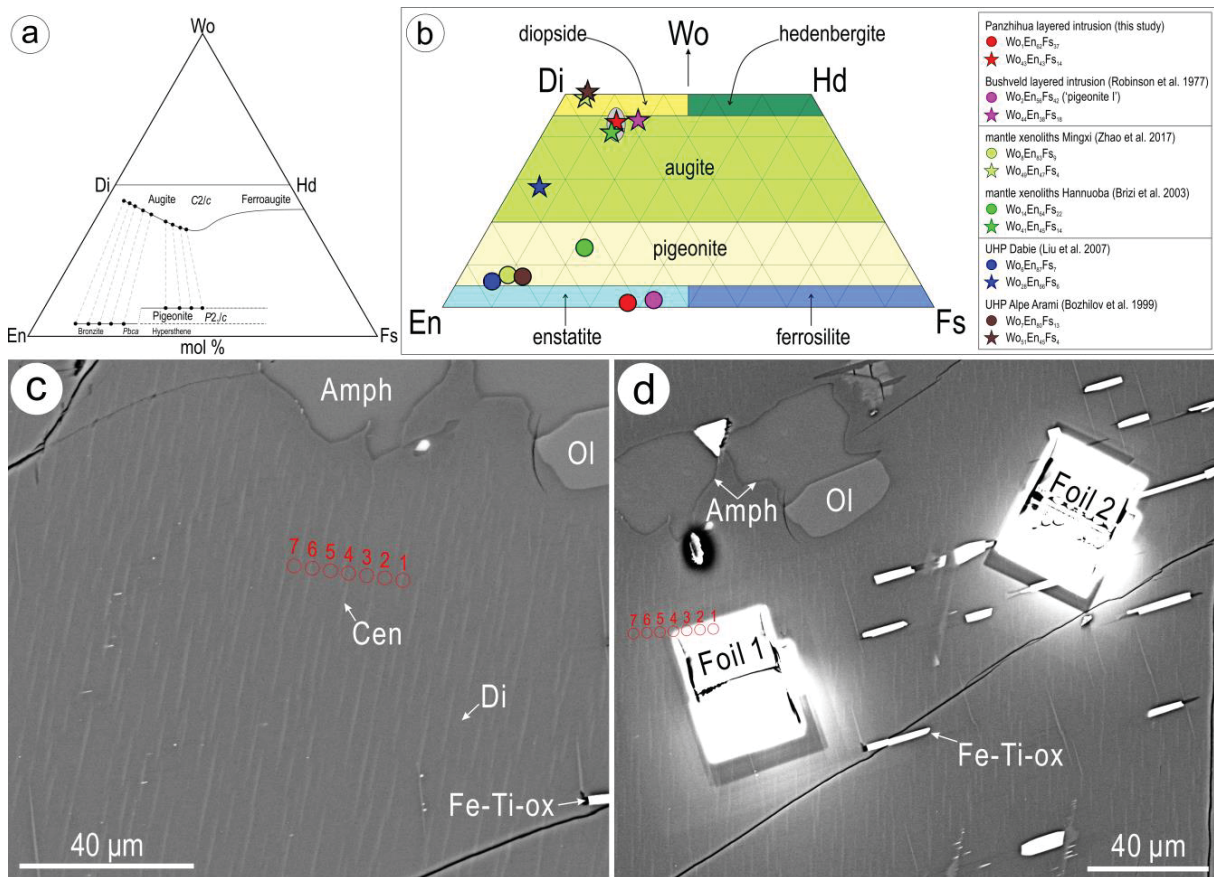 a
Wo
Di
Hd
Augite C2/c Ferroaugite
Pigeonite P2₁/c
Bronzite Pbca Hypersthene
En
Fs
mol %
b
diopside
Wo
hedenbergite
Di
Hd
augite
pigeonite
En
Fs
enstatite
ferrosilite
Panzhihua layered intrusion (this study)
Wo₁En₆₂Fs₃₇
Wo₄₃En₄₃Fs₁₄
Bushveld layered intrusion (Robinson et al. 1977)
Wo₂En₅₆Fs₄₂ ('pigeonite I')
Wo₄₄En₃₈Fs₁₈
mantle xenoliths Mingxi (Zhao et al. 2017)
Wo₈En₈₃Fs₉
Wo₄₉En₄₇Fs₄
mantle xenoliths Hannuoba (Brizi et al. 2003)
Wo₁₄En₆₄Fs₂₂
Wo₄₁En₄₅Fs₁₄
UHP Dabie (Liu et al. 2007)
Wo₆En₈₇Fs₇
Wo₂₈En₆₆Fs₆
UHP Alpe Arami (Bozhilov et al. 1999)
Wo₇En₈₀Fs₁₃
Wo₅₁En₄₅Fs₄
c
Amph
Ol
7 6 5 4 3 2 1
Cen
Di
Fe-Ti-ox
40 µm
d
Amph
Ol
Foil 2
7 6 5 4 3 2 1
Foil 1
Fe-Ti-ox
40 µm